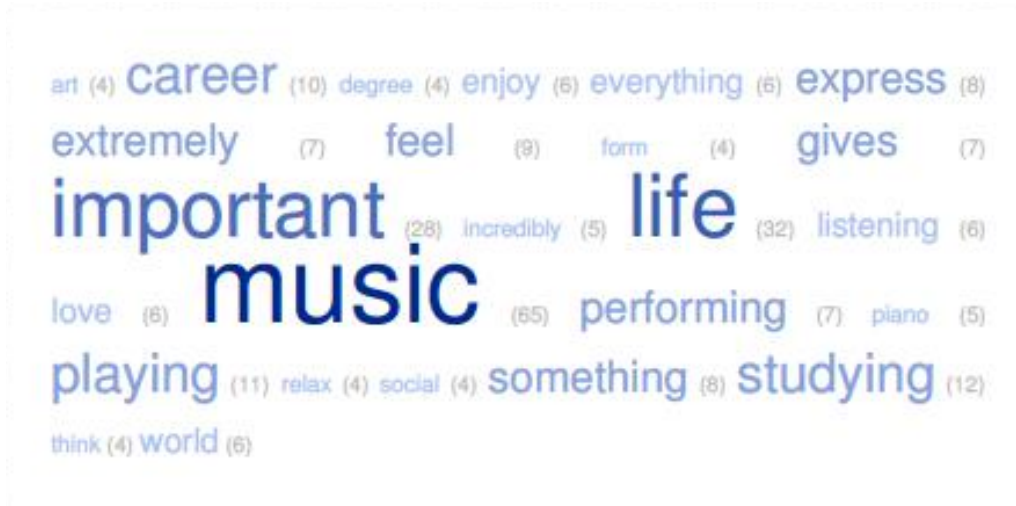 art (4) career (10) degree (4) enjoy (6) everything (6) express (8)
extremely (7) feel (9) form (4) gives (7)
important (28) incredibly (5) life (32) listening (6)
love (6) music (65) performing (7) piano (5)
playing (11) relax (4) social (4) something (8) studying (12)
think (4) world (6)